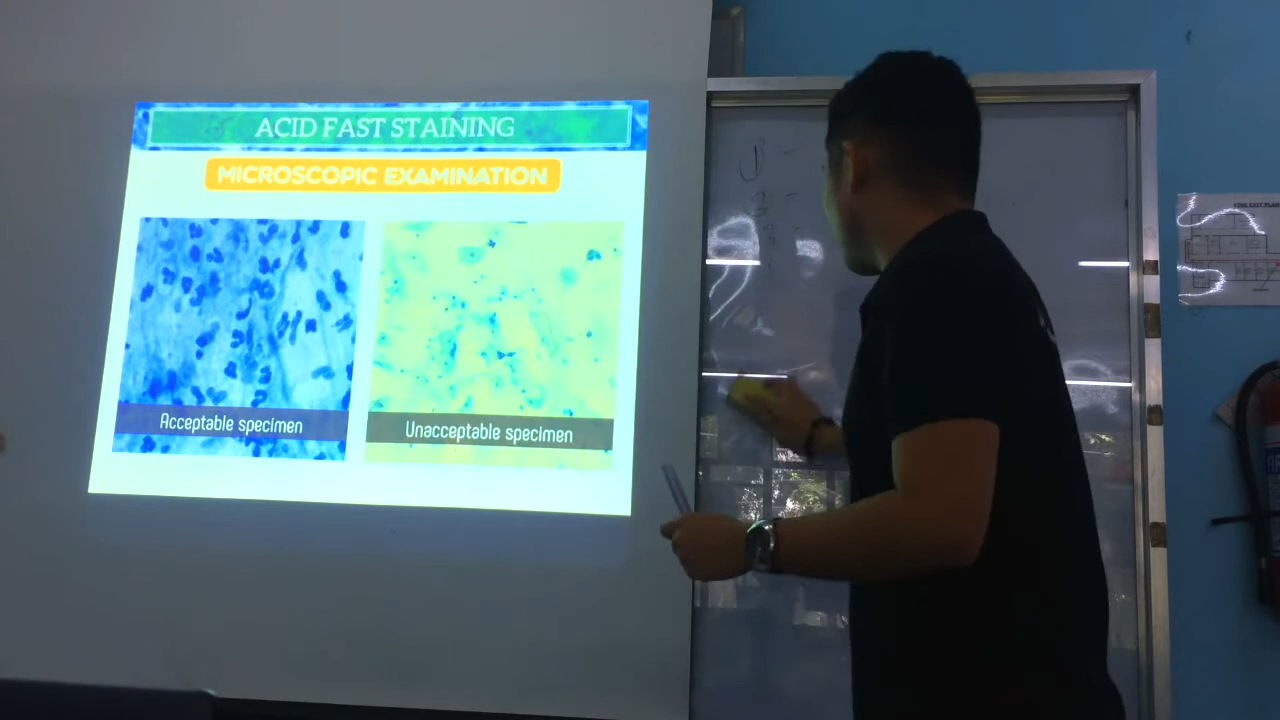 ACID FAST STAINING
MICROSCOPIC EXAMINATION
Acceptable specimen
Unacceptable specimen